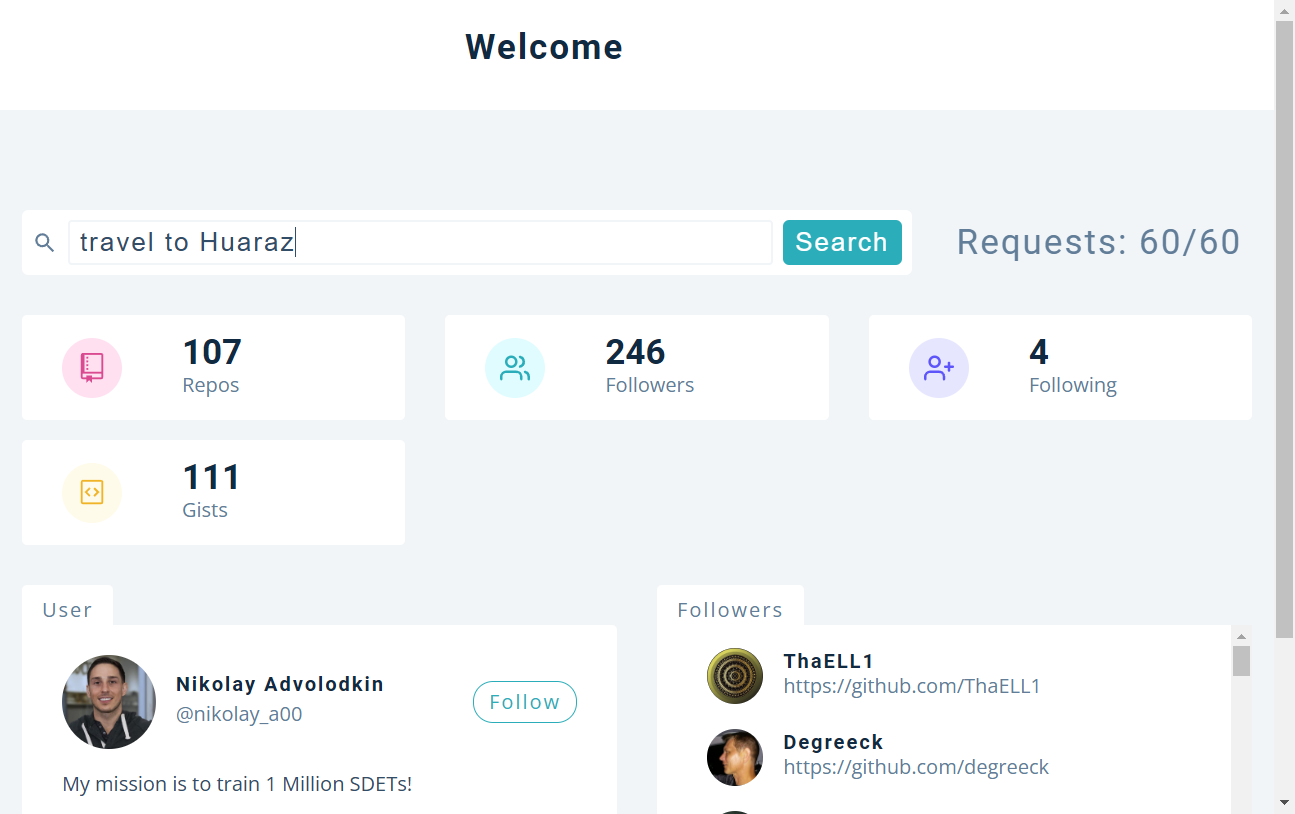 Welcome
travel to Huaraz
Search
Requests: 60/60
107
Repos
246
Followers
4
Following
111
Gists
User
Nikolay Advolodkin
@nikolay_a00
Follow
My mission is to train 1 Million SDETs!
Followers
ThaELL1
https://github.com/ThaELL1
Degreeck
https://github.com/degreeck